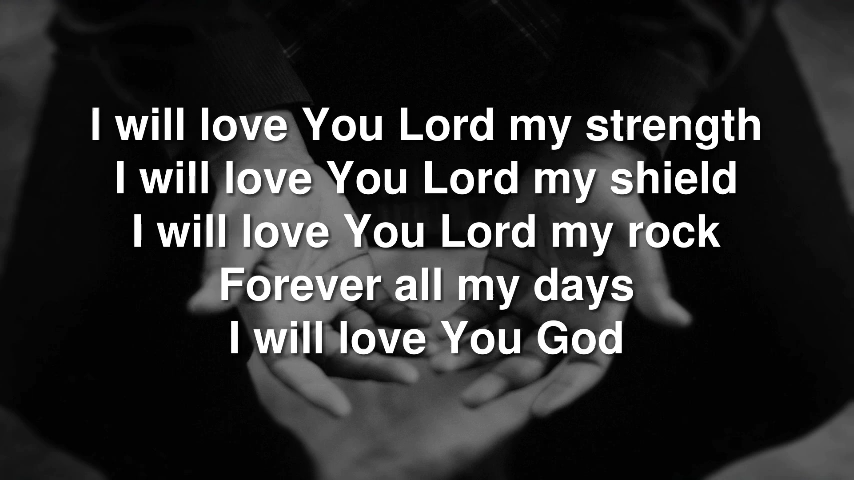 I will love You Lord my strength
I will love You Lord my shield
I will love You Lord my rock
Forever all my days
I will love You God